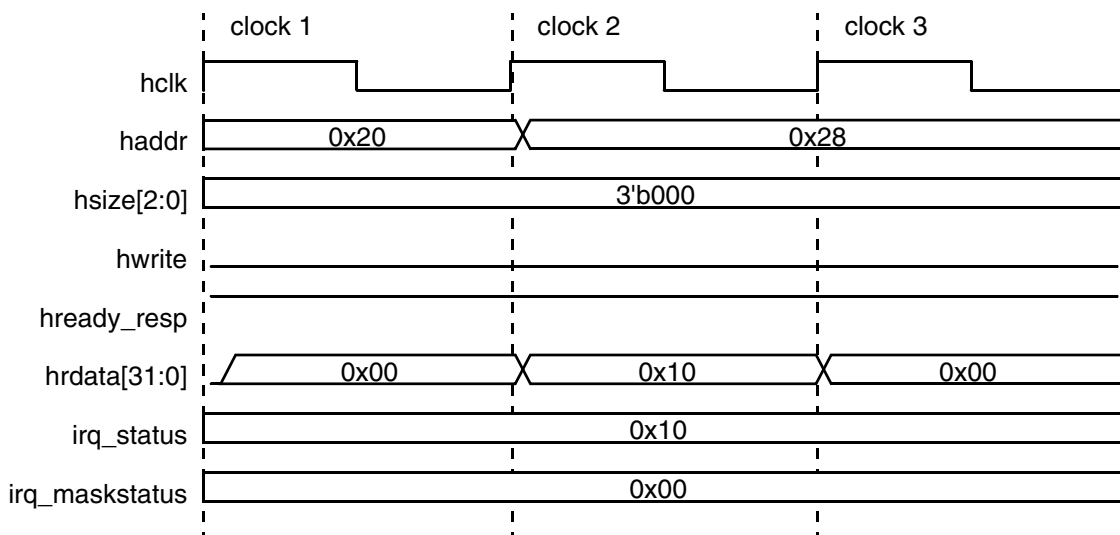 clock 1 clock 2 clock 3
hclk
haddr 0x20 0x28
hsize[2:0] 3'b000
hwrite
hready_resp
hrdata[31:0] 0x00 0x10 0x00
irq_status 0x10
irq_maskstatus 0x00